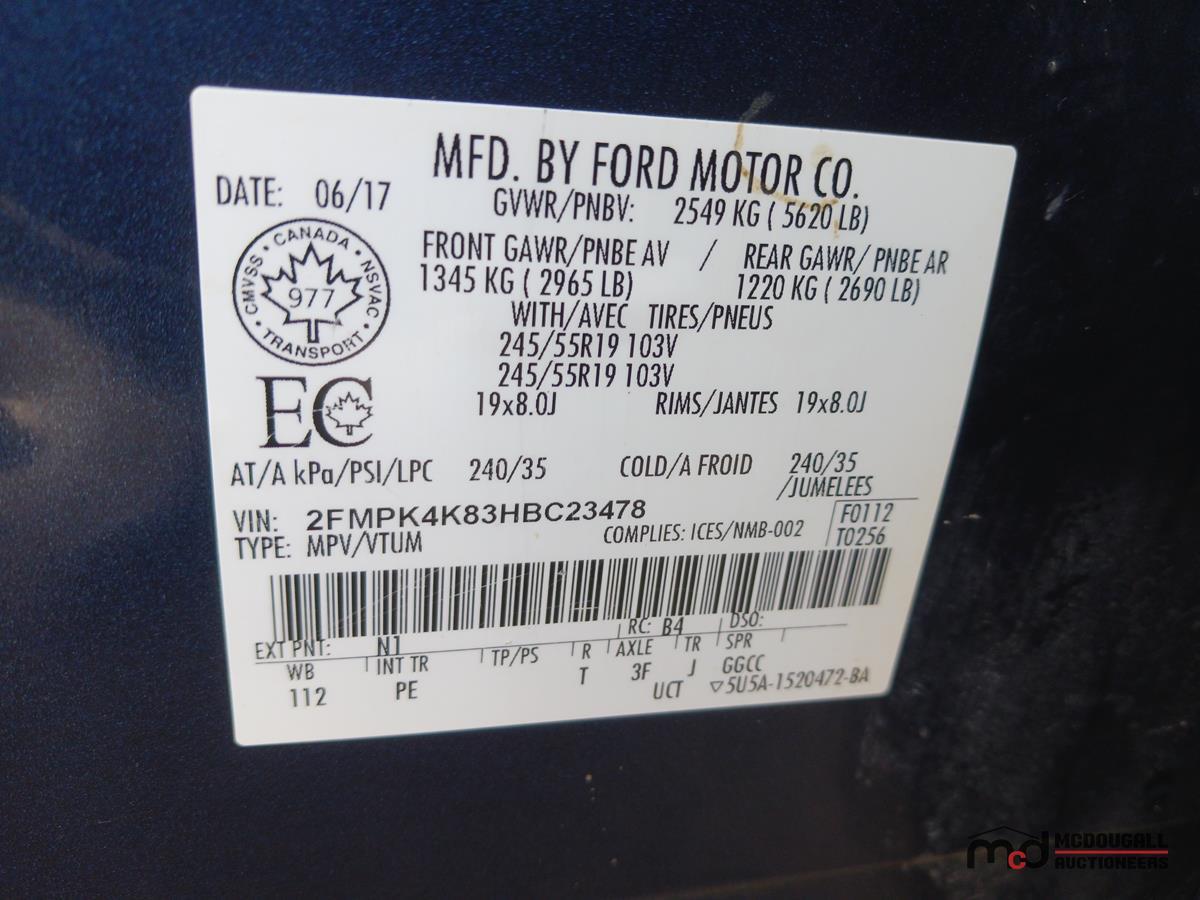 MFD. BY FORD MOTOR CO.
DATE: 06/17
GVWR/PNBV: 2549 KG ( 5620 LB)
FRONT GAWR/PNBE AV / REAR GAWR/ PNBE AR
1345 KG ( 2965 LB) 1220 KG ( 2690 LB)
WITH/AVEC TIRES/PNEUS
245/55R19 103V
245/55R19 103V
19x8.0J RIMS/JANTES 19x8.0J
CANADA
CMVSS 977 NSVAC
TRANSPORT
EC
AT/A kPa/PSI/LPC 240/35 COLD/A FROID 240/35
/JUMELEES
VIN: 2FMPK4K83HBC23478
F0112
TYPE: MPV/VTUM COMPLIES: ICES/NMB-002 T0256
EXT PNT: N1 RC: B4 DSO:
WB INT TR TP/PS R AXLE TR SPR
112 PE T 3F J GGCC
UCT ▽5U5A-1520472-BA
mcd MCDOUGALL
AUCTIONEERS